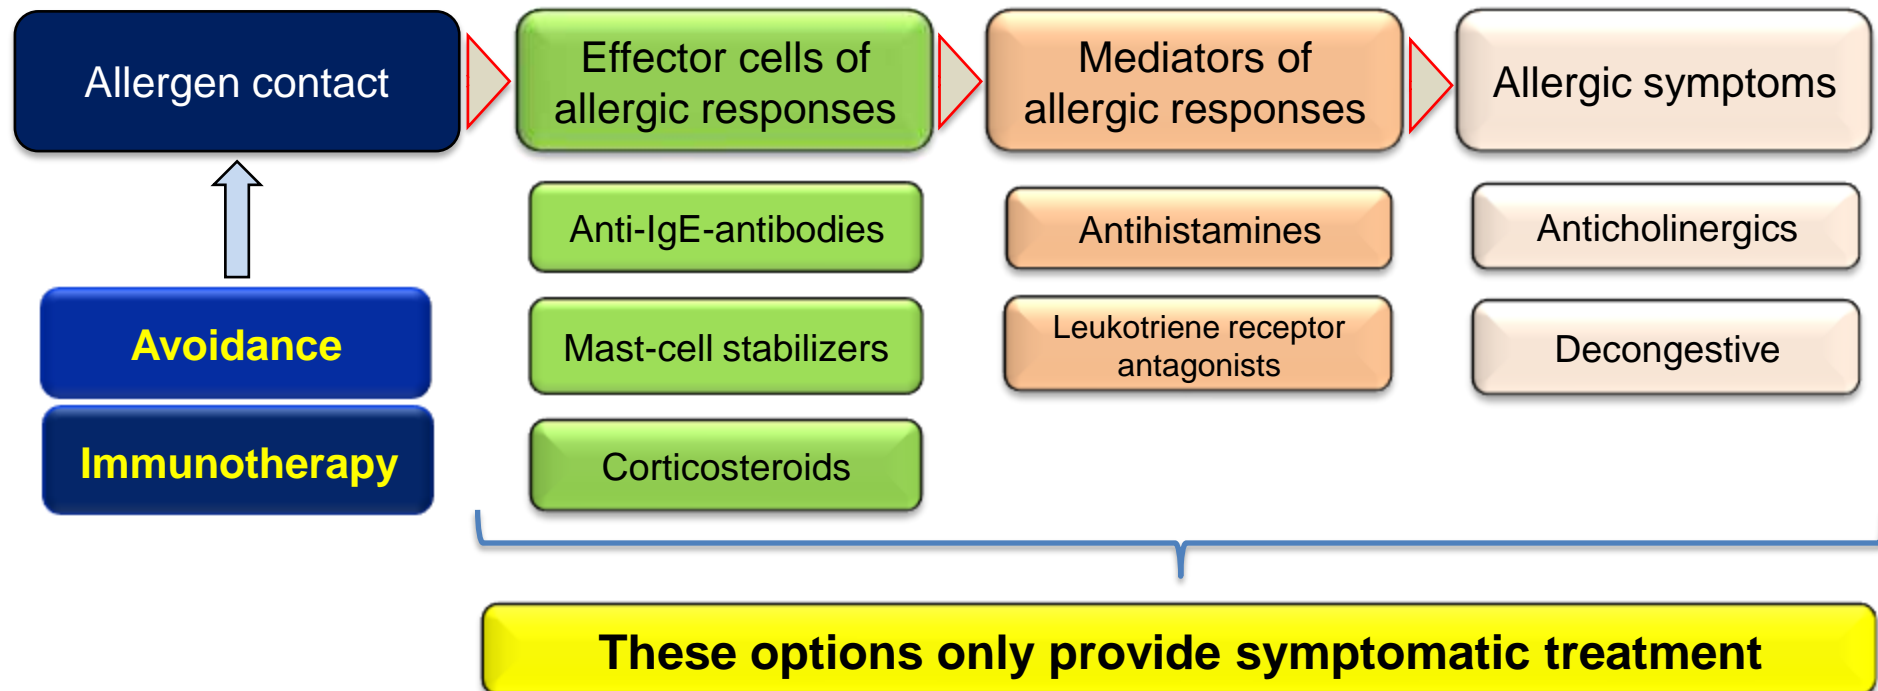 Allergen contact
Effector cells of
allergic responses
Mediators of
allergic responses
Allergic symptoms
Avoidance
Immunotherapy
Anti-IgE-antibodies
Mast-cell stabilizers
Corticosteroids
Antihistamines
Leukotriene receptor
antagonists
Anticholinergics
Decongestive
These options only provide symptomatic treatment